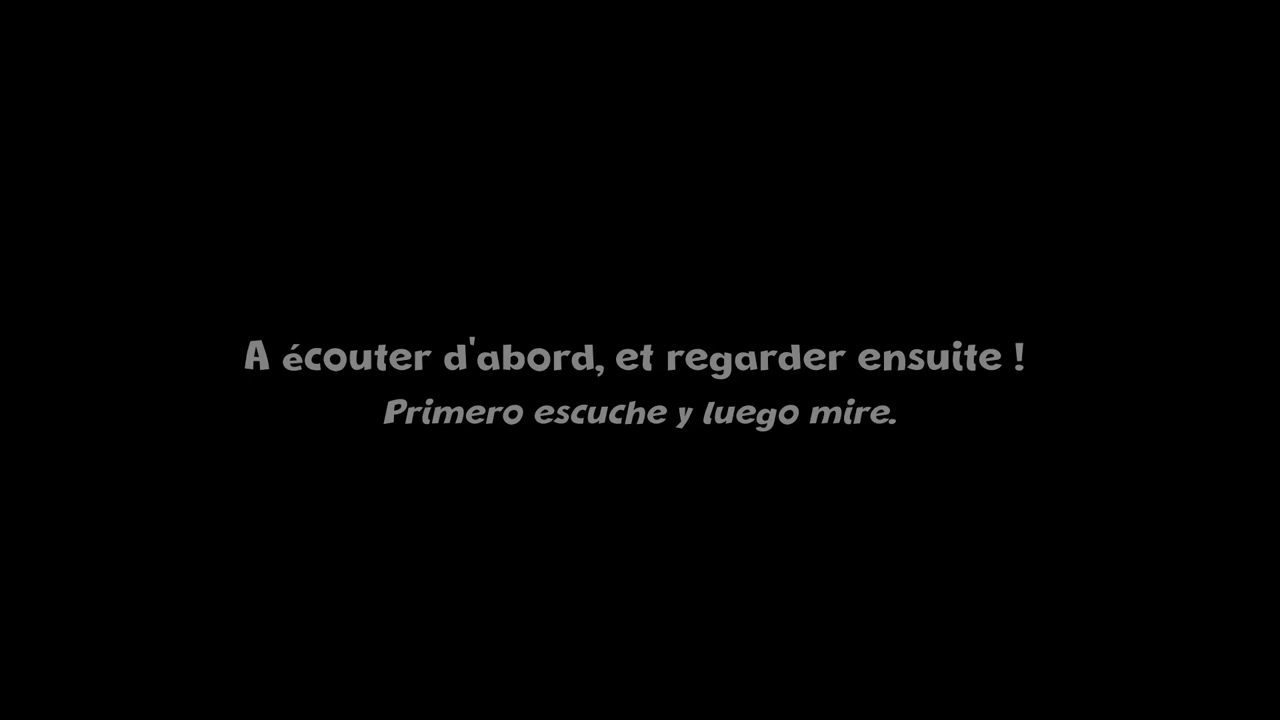 A écouter d'abord, et regarder ensuite !
Primero escuche y luego mire.